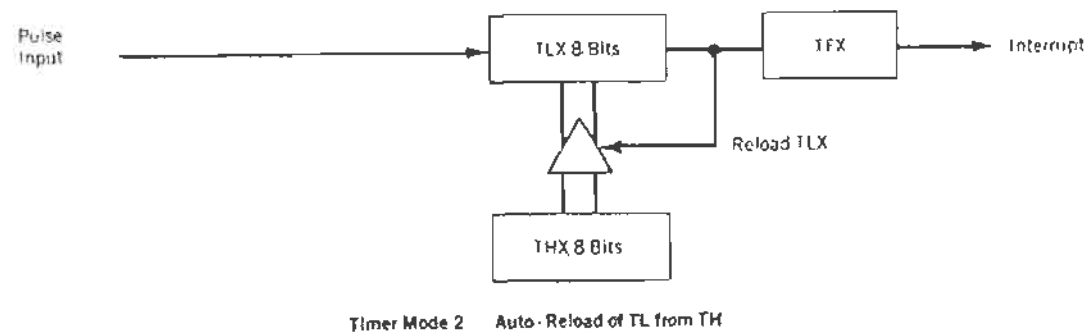 Pulse
Input
TLX 8 Bits
TFX
Interrupt
Reload TLX
THX 8 Bits
Timer Mode 2 Auto-Reload of TL from TH